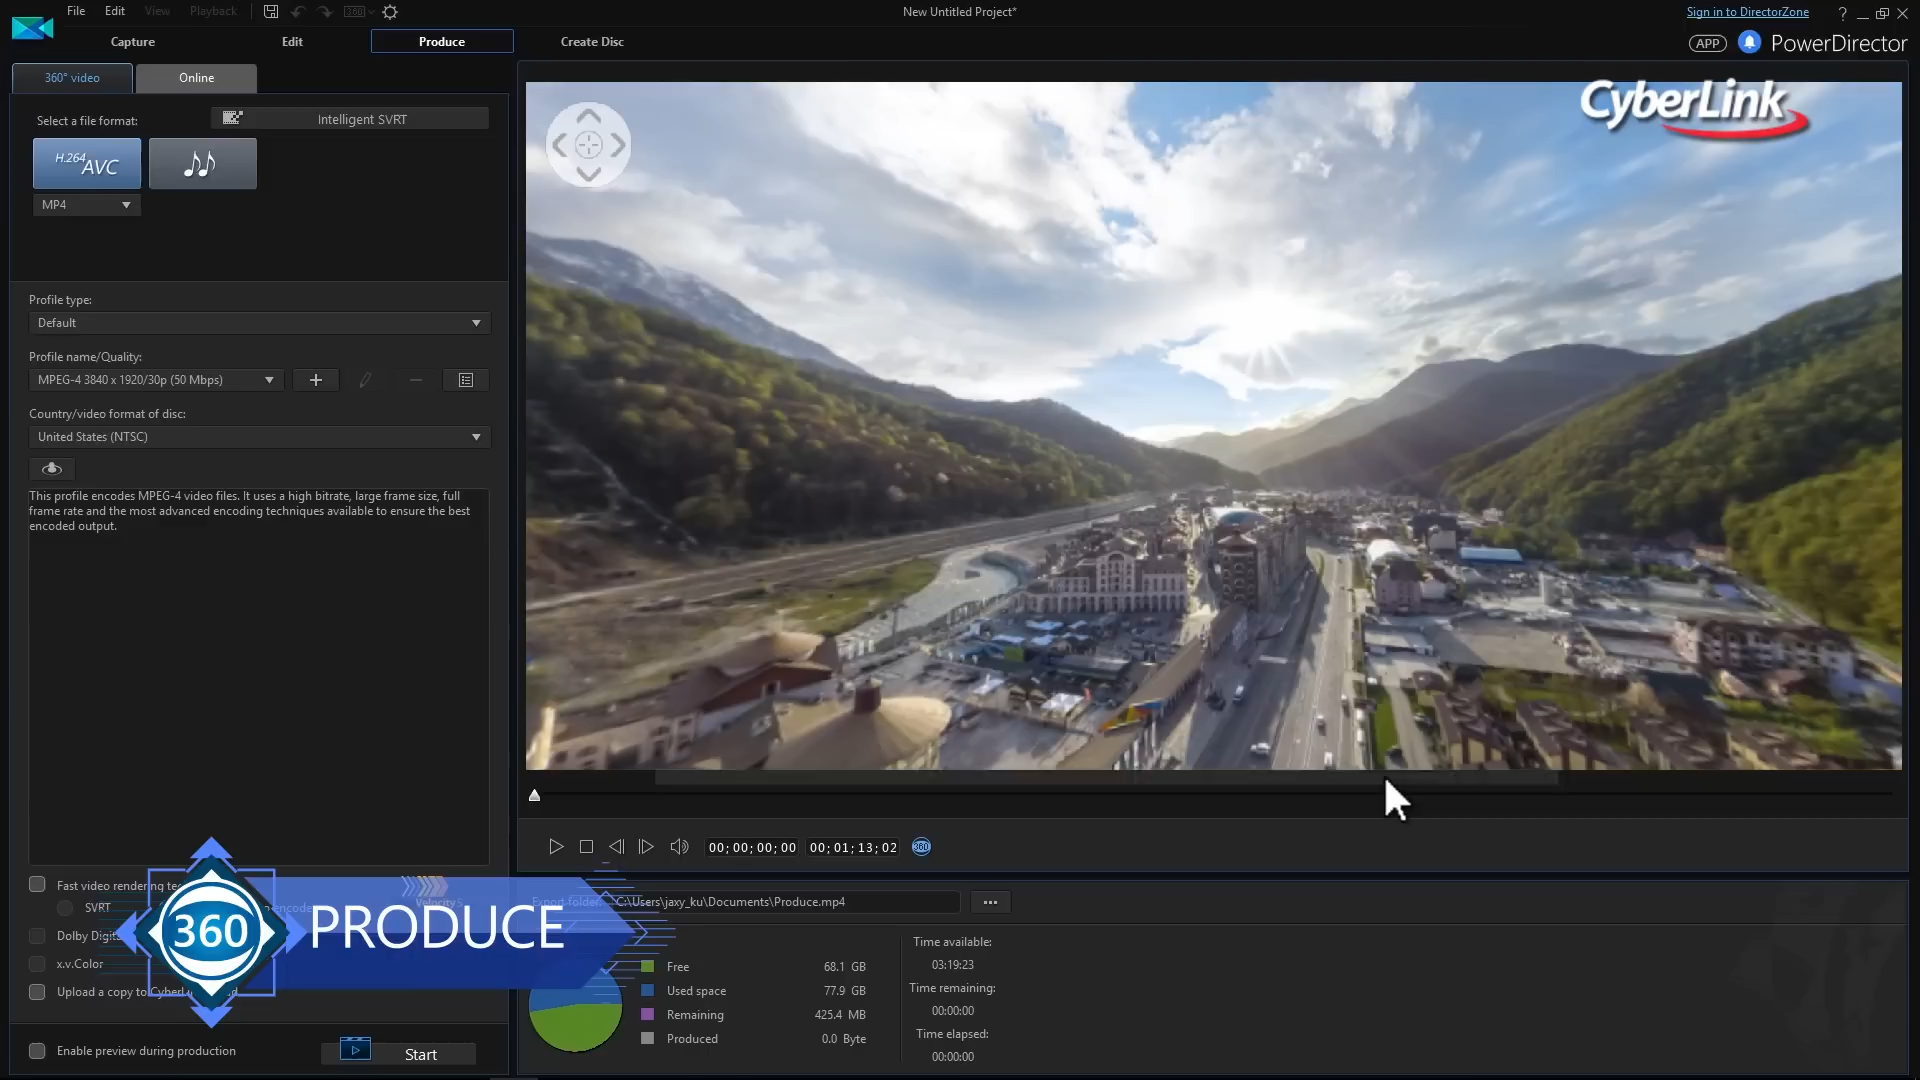 File Edit View Playback
New Untitled Project*
Sign in to DirectorZone
?
Capture Edit Produce Create Disc
APP PowerDirector
360° video Online
Select a file format:
Intelligent SVRT
H.264 AVC
MP4
Profile type:
Default
Profile name/Quality:
MPEG-4 3840 x 1920/30p (50 Mbps)
Country/video format of disc:
United States (NTSC)
This profile encodes MPEG-4 video files. It uses a high bitrate, large frame size, full
frame rate and the most advanced encoding techniques available to ensure the best
encoded output.
CyberLink
00; 00; 00; 00 00; 01; 13; 02 360
Fast video rendering
SVRT
Dolby
x.v.Color
Upload a copy to
360 PRODUCE
Enable preview during production
Start
Export folder: C:\Users\jaxy_ku\Documents\Produce.mp4
...
Free 68.1 GB
Used space 77.9 GB
Remaining 425.4 MB
Produced 0.0 Byte
Time available:
03:19:23
Time remaining:
00:00:00
Time elapsed:
00:00:00